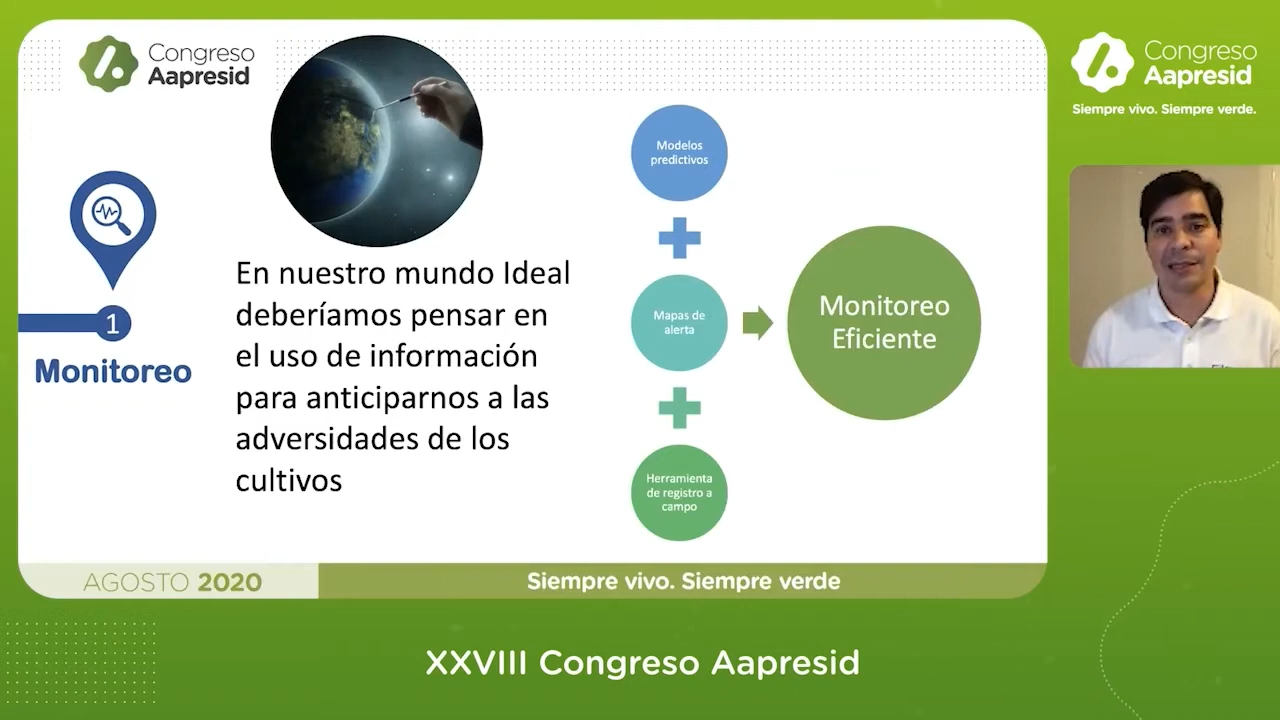 Congreso
Aapresid
Congreso
Aapresid
Siempre vivo. Siempre verde.
1
Monitoreo
En nuestro mundo Ideal
deberíamos pensar en
el uso de información
para anticiparnos a las
adversidades de los
cultivos
Modelos
predictivos
Mapas de
alerta
Herramienta
de registro a
campo
Monitoreo
Eficiente
AGOSTO 2020
Siempre vivo. Siempre verde
XXVIII Congreso Aapresid